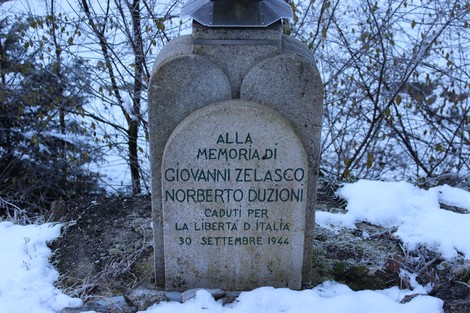 ALLA
MEMORIA DI
GIOVANNI ZELASCO
NORBERTO DUZIONI
CADUTI PER
LA LIBERTÀ D'ITALIA
30 SETTEMBRE 1944